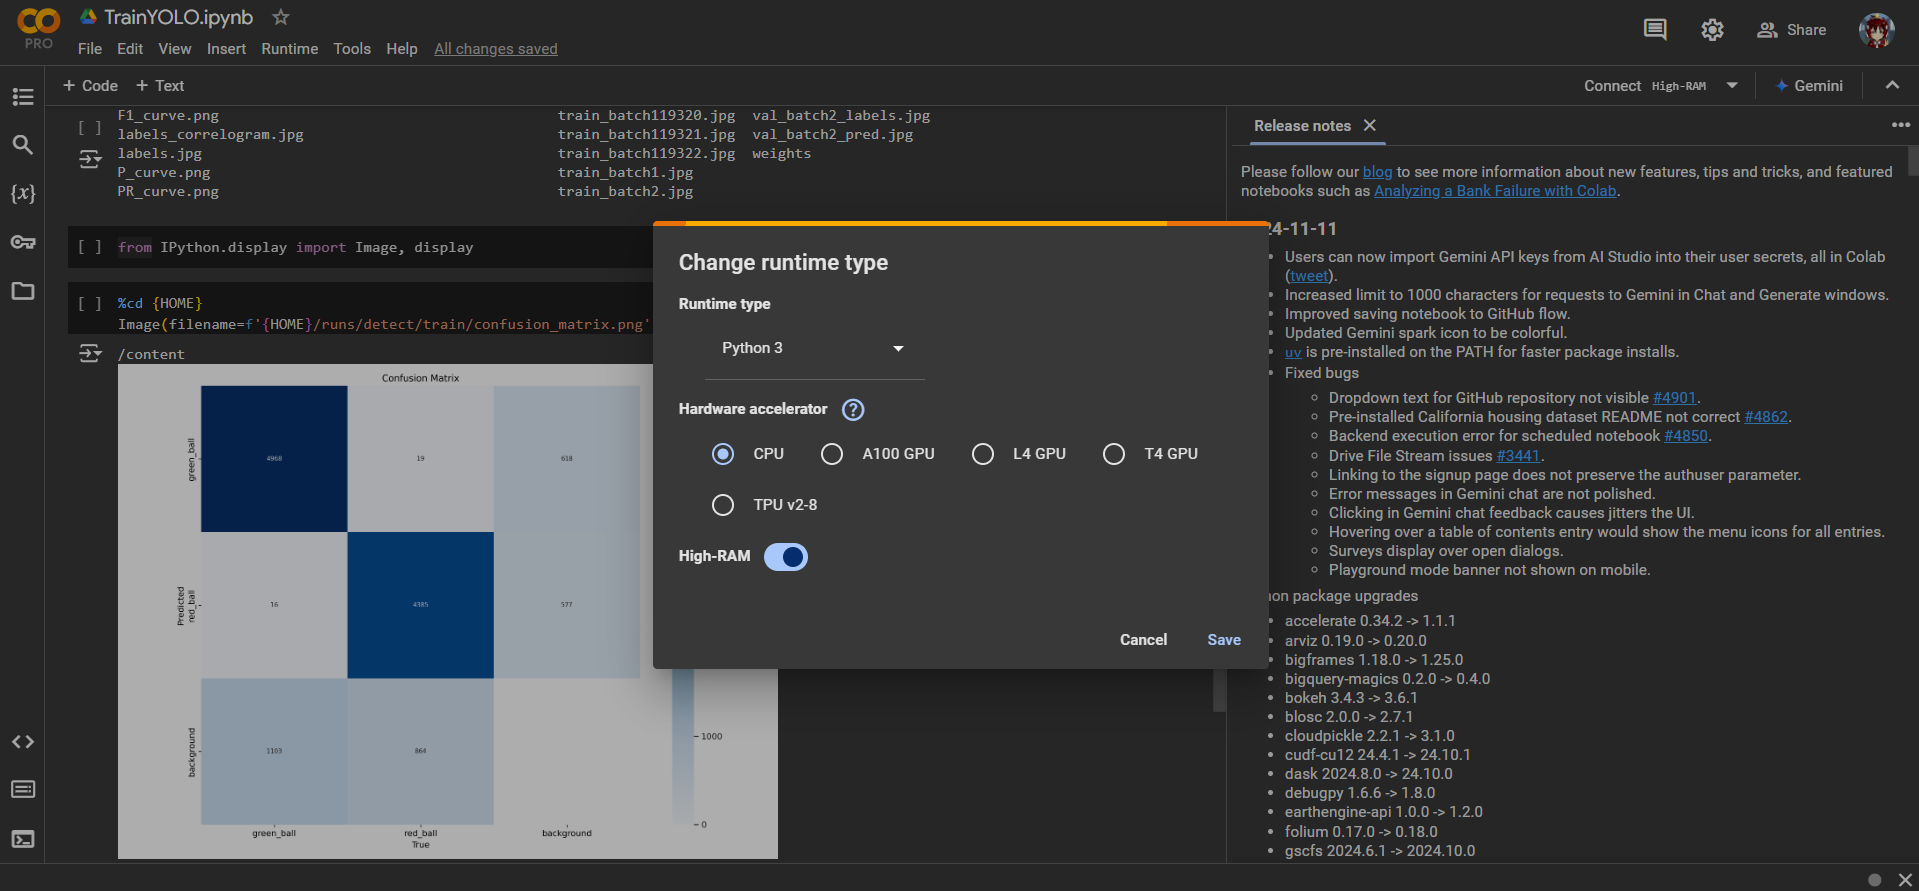 TrainYOLO.ipynb
PRO
File Edit View Insert Runtime Tools Help All changes saved
Share
+ Code + Text
Connect High-RAM
Gemini
F1_curve.png train_batch119320.jpg val_batch2_labels.jpg
labels_correlogram.jpg train_batch119321.jpg val_batch2_pred.jpg
labels.jpg train_batch119322.jpg weights
P_curve.png train_batch1.jpg
PR_curve.png train_batch2.jpg
[ ]
[ ] from IPython.display import Image, display
[ ] %cd {HOME}
Image(filename=f'{HOME}/runs/detect/train/confusion_matrix.png'
/content
Confusion Matrix
green_ball
4968 19 618
Predicted
red_ball
16 4385 577
background
1103 864
1000
0
green_ball red_ball background
True
Change runtime type
Runtime type
Python 3
Hardware accelerator ?
CPU A100 GPU L4 GPU T4 GPU
TPU v2-8
High-RAM
Cancel Save
Release notes
Please follow our blog to see more information about new features, tips and tricks, and featured
notebooks such as Analyzing a Bank Failure with Colab.
24-11-11
Users can now import Gemini API keys from AI Studio into their user secrets, all in Colab
(tweet).
Increased limit to 1000 characters for requests to Gemini in Chat and Generate windows.
Improved saving notebook to GitHub flow.
Updated Gemini spark icon to be colorful.
uv is pre-installed on the PATH for faster package installs.
Fixed bugs
Dropdown text for GitHub repository not visible #4901.
Pre-installed California housing dataset README not correct #4862.
Backend execution error for scheduled notebook #4850.
Drive File Stream issues #3441.
Linking to the signup page does not preserve the authuser parameter.
Error messages in Gemini chat are not polished.
Clicking in Gemini chat feedback causes jitters the UI.
Hovering over a table of contents entry would show the menu icons for all entries.
Surveys display over open dialogs.
Playground mode banner not shown on mobile.
hon package upgrades
accelerate 0.34.2 -> 1.1.1
arviz 0.19.0 -> 0.20.0
bigframes 1.18.0 -> 1.25.0
bigquery-magics 0.2.0 -> 0.4.0
bokeh 3.4.3 -> 3.6.1
blosc 2.0.0 -> 2.7.1
cloudpickle 2.2.1 -> 3.1.0
cudf-cu12 24.4.1 -> 24.10.1
dask 2024.8.0 -> 24.10.0
debugpy 1.6.6 -> 1.8.0
earthengine-api 1.0.0 -> 1.2.0
folium 0.17.0 -> 0.18.0
gscfs 2024.6.1 -> 2024.10.0